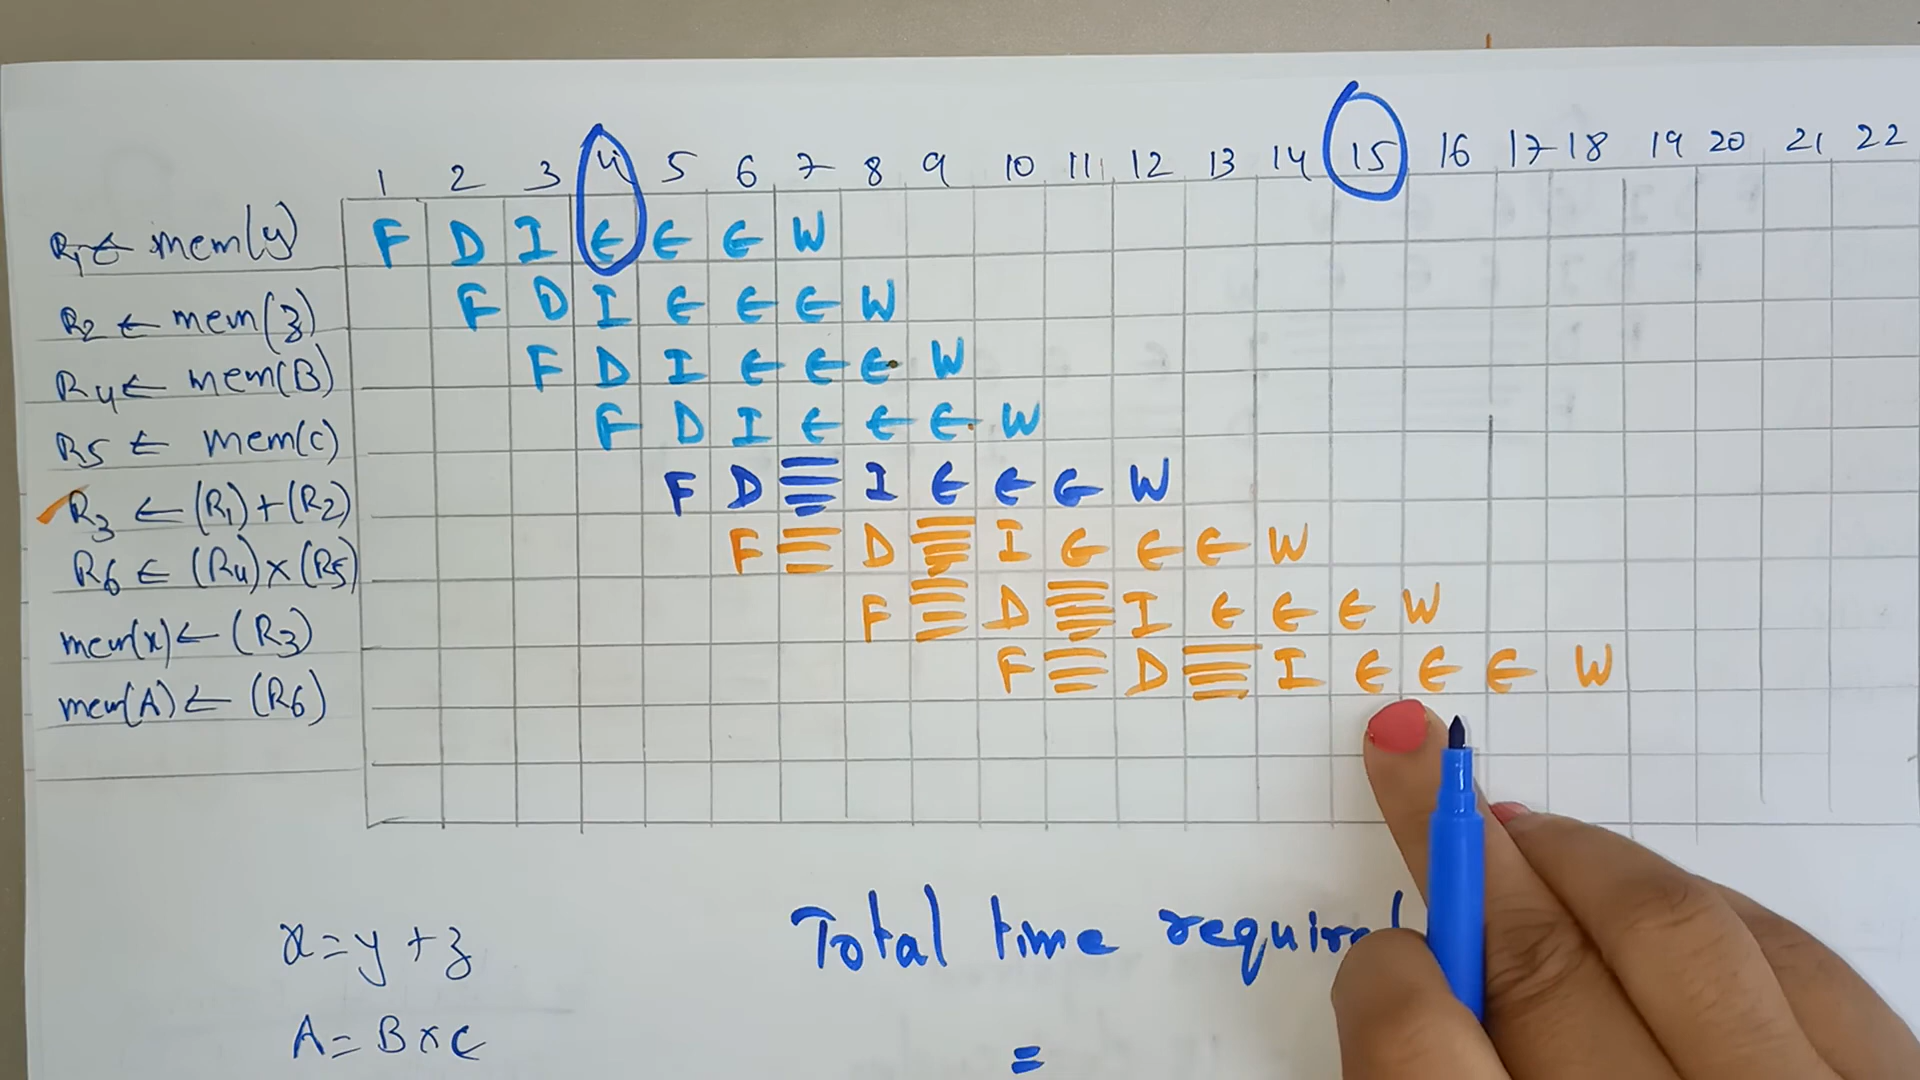 1 2 3 4 5 6 7 8 9 10 11 12 13 14 15 16 17 18 19 20 21 22
R1 ← mem(y) F D I E E E W
R2 ← mem(z) F D I E E E W
R4 ← mem(B) F D I E E E W
R5 ← mem(C) F D I E E E W
R3 ← (R1)+(R2) F D I E E E W
R6 ← (R4)×(R5) F D I E E E W
mem(x) ← (R3) F D I E E E W
mem(A) ← (R6) F D I E E E W
x=y+z
A=B×C
Total time required
=